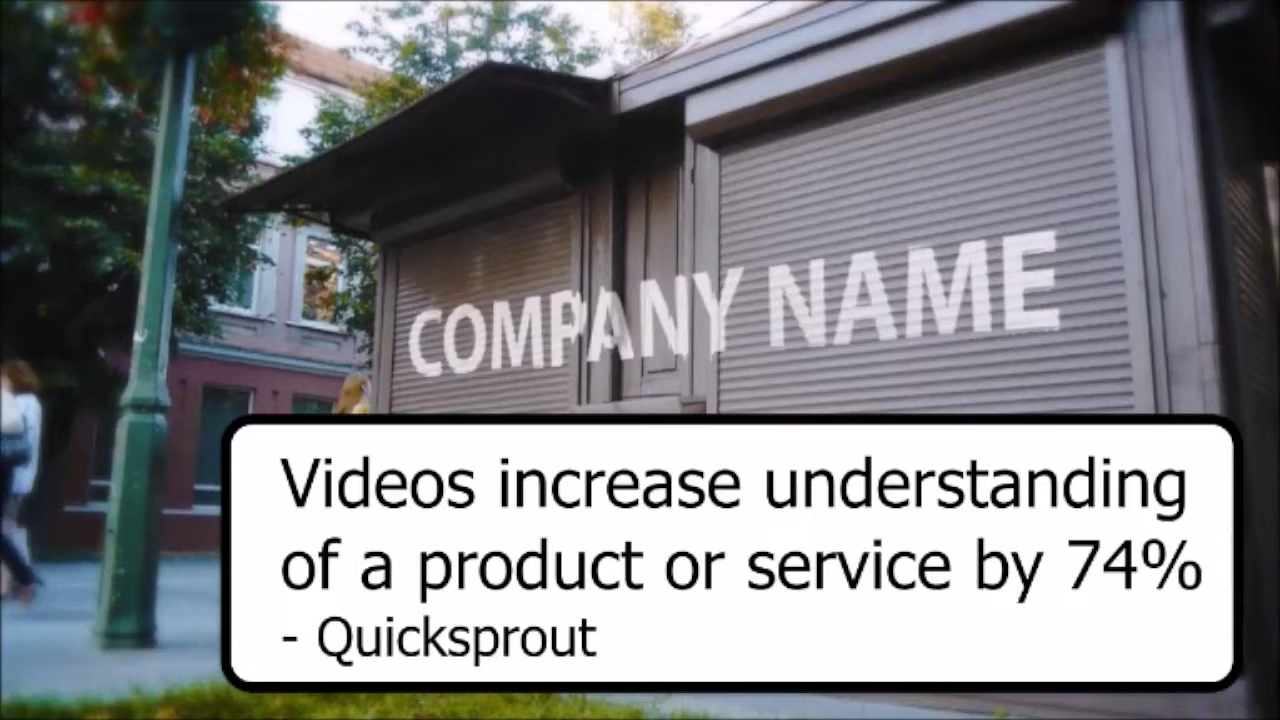 COMPANY NAME
Videos increase understanding
of a product or service by 74%
- Quicksprout